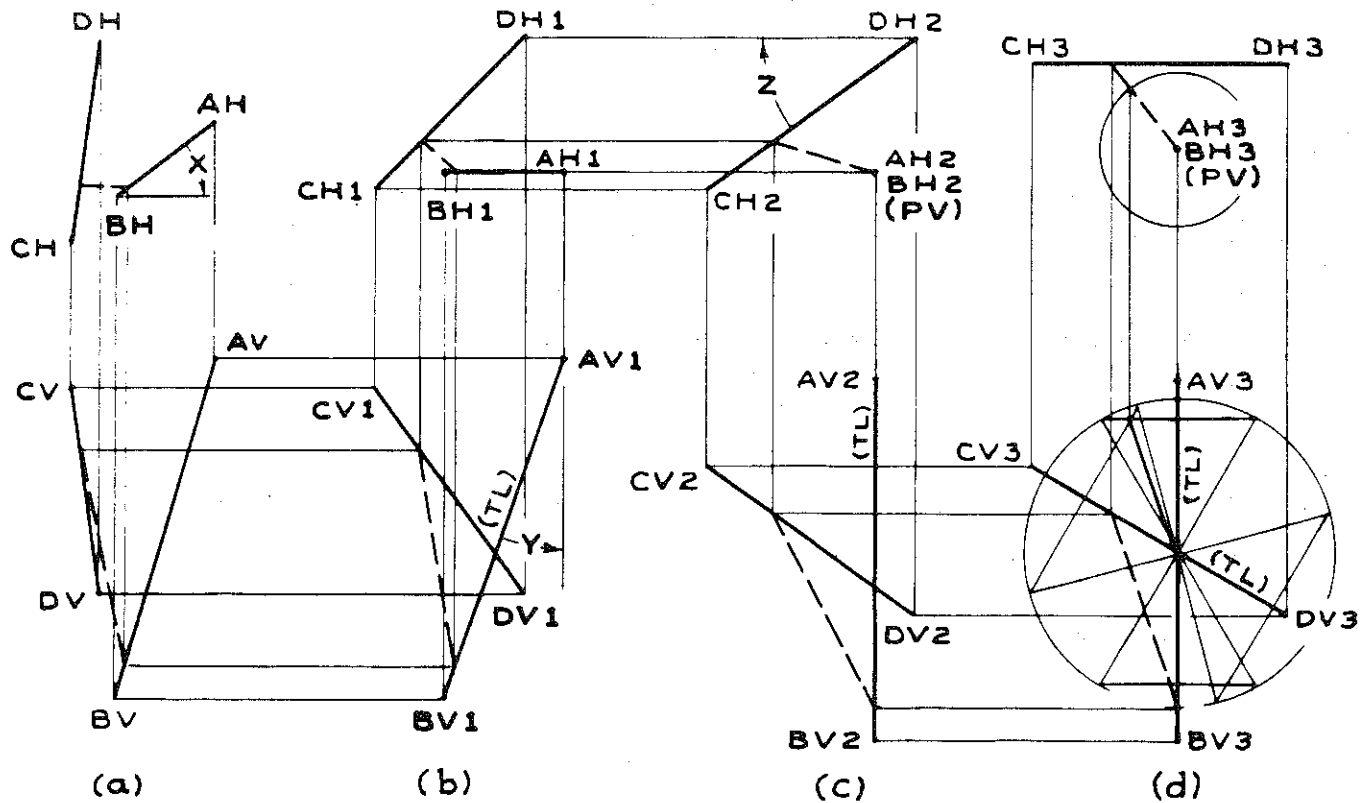 DH
AH
X
BH
CH
AV
CV
DV
BV
(a)
DH1
AH1
CH1
BH1
AV1
CV1
(TL)
Y
DV1
BV1
(b)
DH2
Z
AH2
BH2
(PV)
CH2
AV2
(TL)
CV2
DV2
BV2
(c)
CH3
DH3
AH3
BH3
(PV)
AV3
(TL)
CV3
(TL)
DV3
BV3
(d)